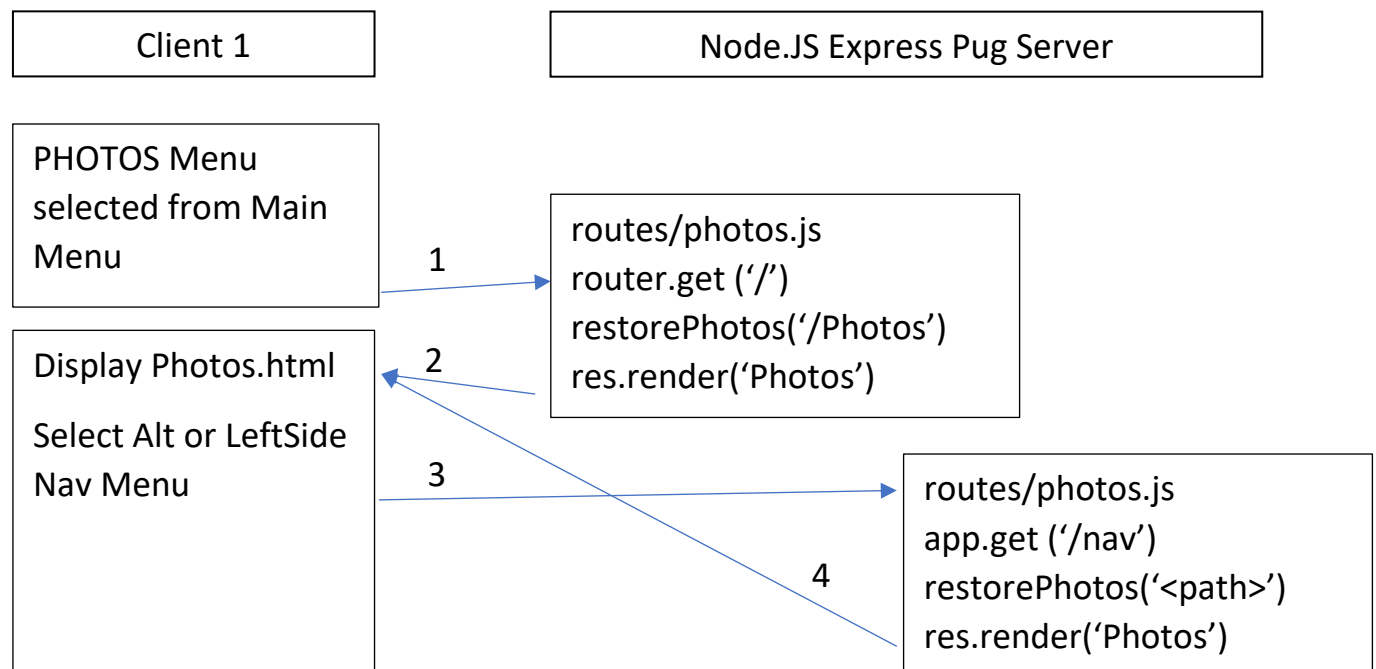 Client 1
Node.JS Express Pug Server
PHOTOS Menu
selected from Main
Menu
1
routes/photos.js
router.get (‘/’)
restorePhotos(‘/Photos’)
res.render(‘Photos’)
2
Display Photos.html
Select Alt or LeftSide
Nav Menu
3
routes/photos.js
app.get (‘/nav’)
restorePhotos(‘<path>’)
res.render(‘Photos’)
4